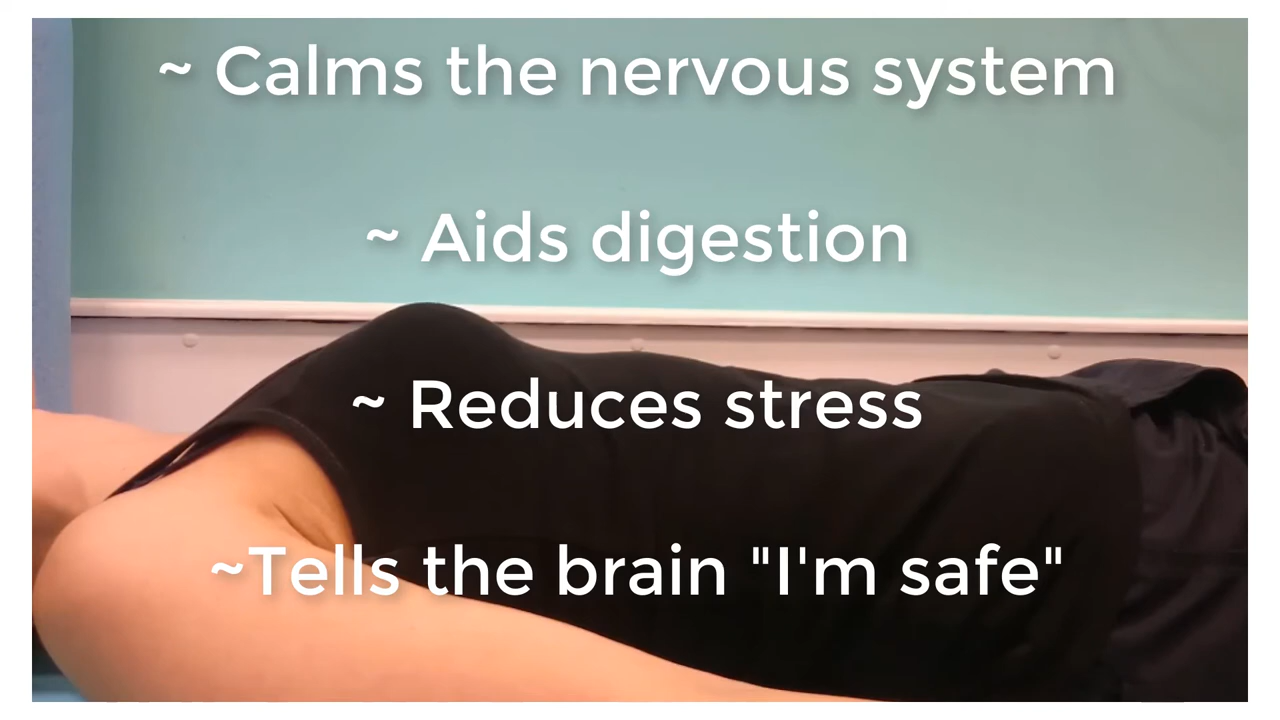 ~ Calms the nervous system
~ Aids digestion
~ Reduces stress
~Tells the brain "I'm safe"